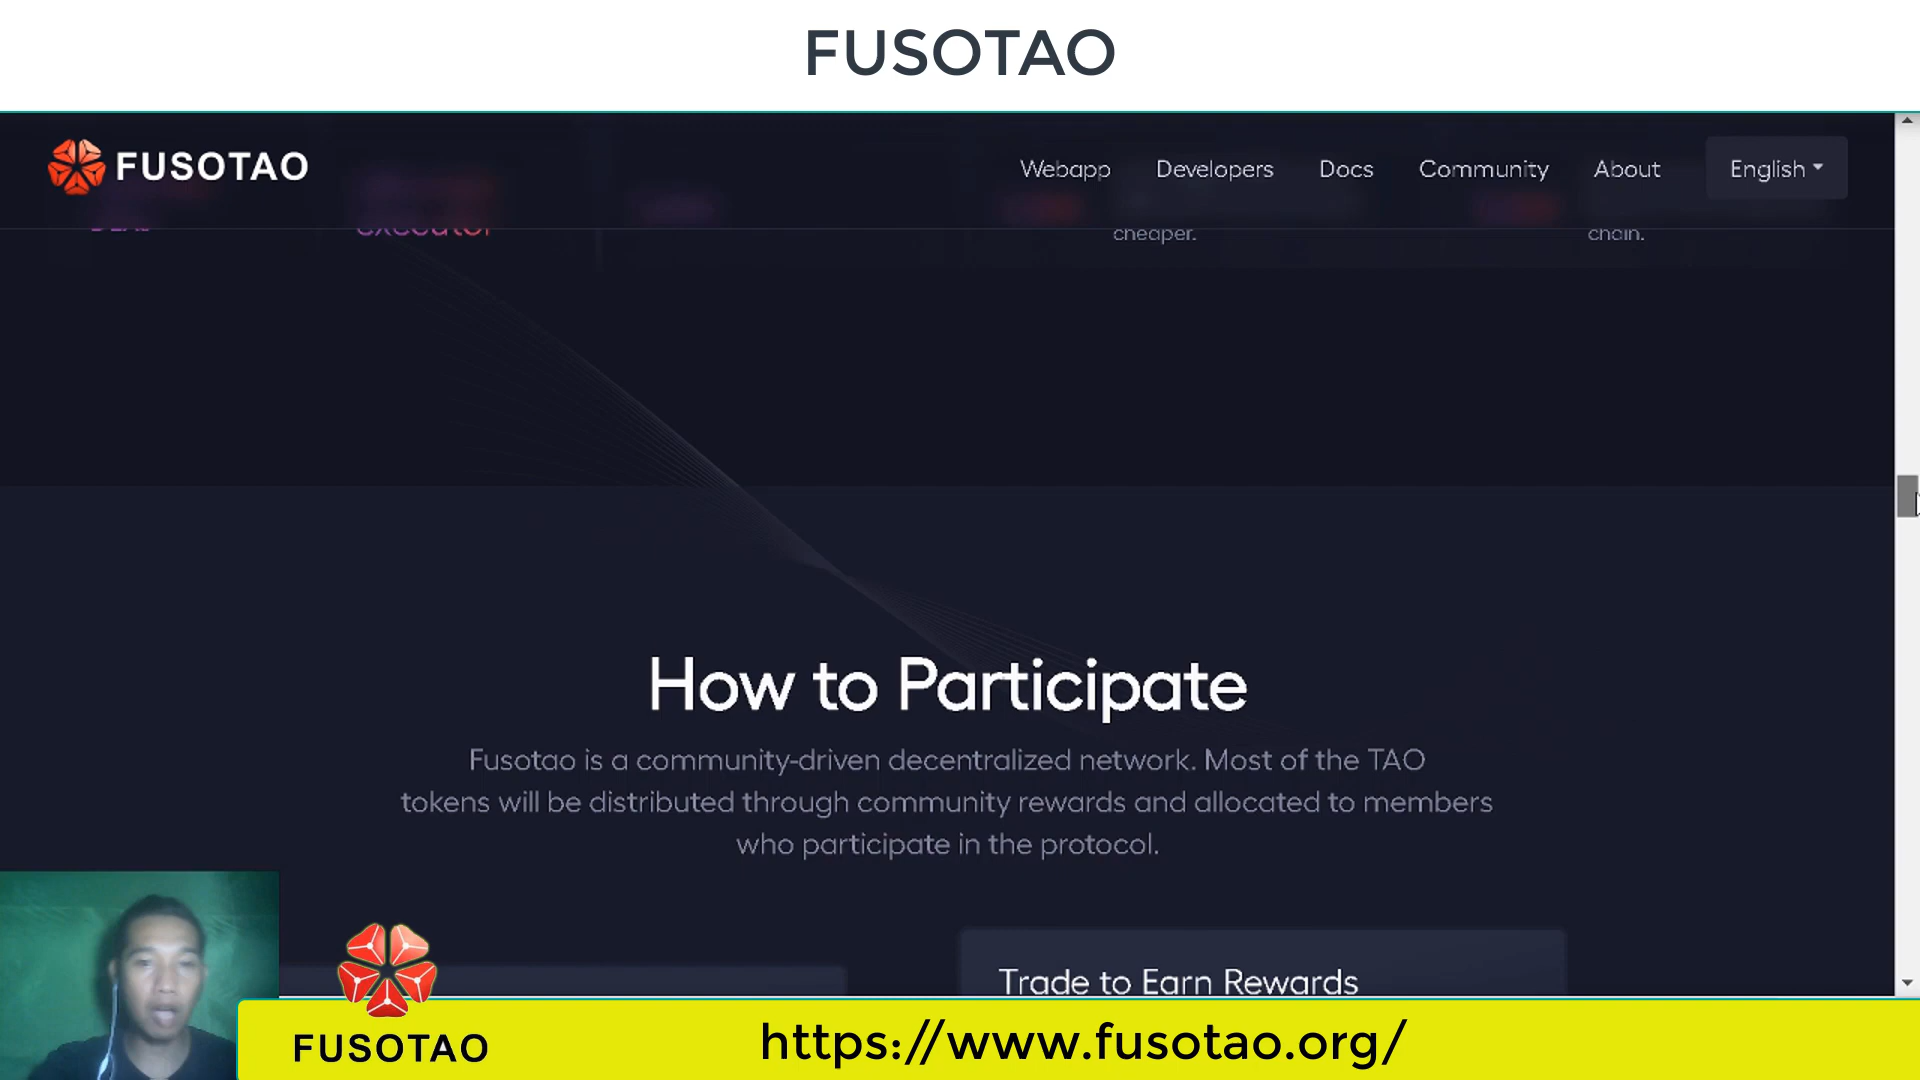 FUSOTAO
FUSOTAO
Webapp Developers Docs Community About English
executor
cheaper.
chain.
How to Participate
Fusotao is a community-driven decentralized network. Most of the TAO
tokens will be distributed through community rewards and allocated to members
who participate in the protocol.
Trade to Earn Rewards
FUSOTAO
https://www.fusotao.org/